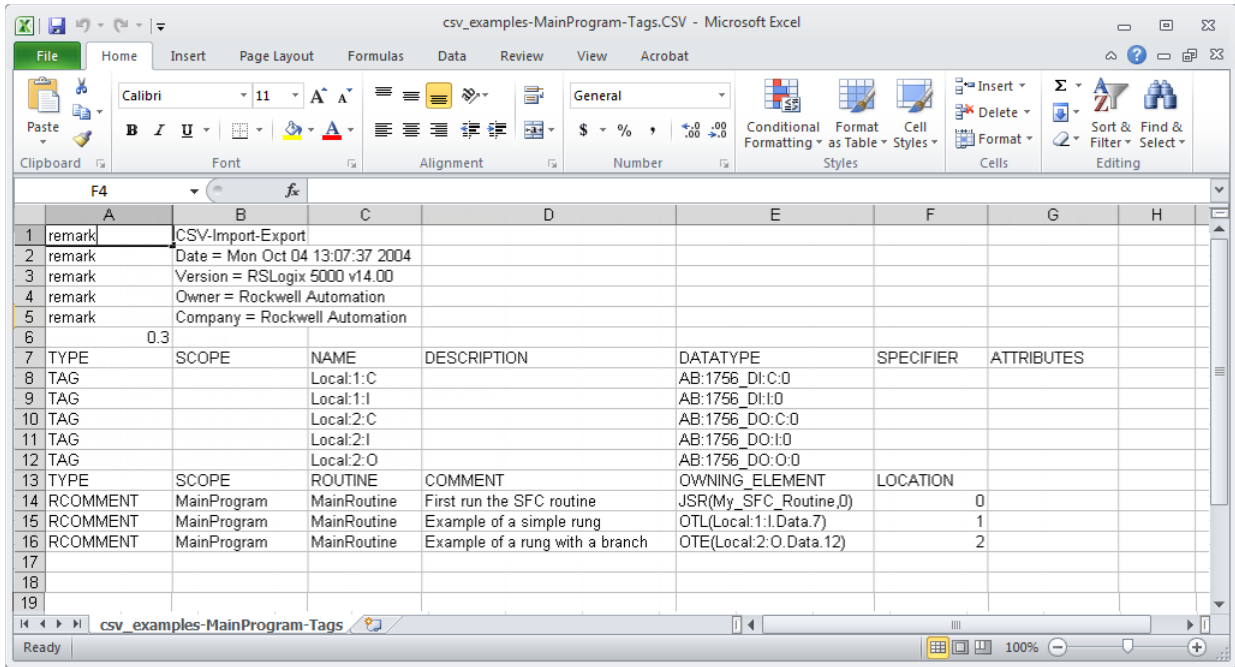 csv_examples-MainProgram-Tags.CSV - Microsoft Excel
File Home Insert Page Layout Formulas Data Review View Acrobat
Calibri 11 A A General Insert Σ A Z
Paste B I U A $ % , .0 .00 .00 .0 Conditional Formatting Format as Table Cell Styles Delete Format Sort & Filter Find & Select
Clipboard Font Alignment Number Styles Cells Editing
F4 fx
A B C D E F G H
1 remark CSV-Import-Export
2 remark Date = Mon Oct 04 13:07:37 2004
3 remark Version = RSLogix 5000 v14.00
4 remark Owner = Rockwell Automation
5 remark Company = Rockwell Automation
6 0.3
7 TYPE SCOPE NAME DESCRIPTION DATATYPE SPECIFIER ATTRIBUTES
8 TAG Local:1:C AB:1756_DI:C:0
9 TAG Local:1:I AB:1756_DI:I:0
10 TAG Local:2:C AB:1756_DO:C:0
11 TAG Local:2:I AB:1756_DO:I:0
12 TAG Local:2:O AB:1756_DO:O:0
13 TYPE SCOPE ROUTINE COMMENT OWNING_ELEMENT LOCATION
14 RCOMMENT MainProgram MainRoutine First run the SFC routine JSR(My_SFC_Routine,0) 0
15 RCOMMENT MainProgram MainRoutine Example of a simple rung OTL(Local:1:I.Data.7) 1
16 RCOMMENT MainProgram MainRoutine Example of a rung with a branch OTE(Local:2:O.Data.12) 2
17
18
19
csv_examples-MainProgram-Tags
Ready 100%